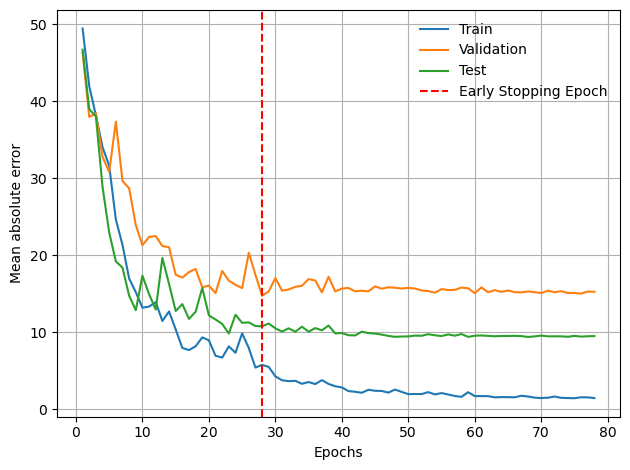 50
40
30
20
10
0
Mean absolute error
Train
Validation
Test
Early Stopping Epoch
0 10 20 30 40 50 60 70 80
Epochs